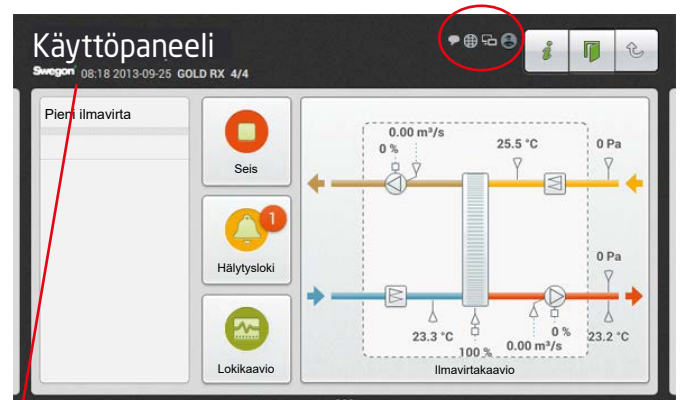 Käyttöpaneeli
Swegon 08:18 2013-09-25 GOLD RX 4/4
i
Pieni ilmavirta
Seis
1
Hälytysloki
Lokikaavio
0.00 m³/s
0 %
25.5 °C
0 Pa
0 Pa
23.3 °C
100 %
0.00 m³/s
0 %
23.2 °C
Ilmavirtakaavio